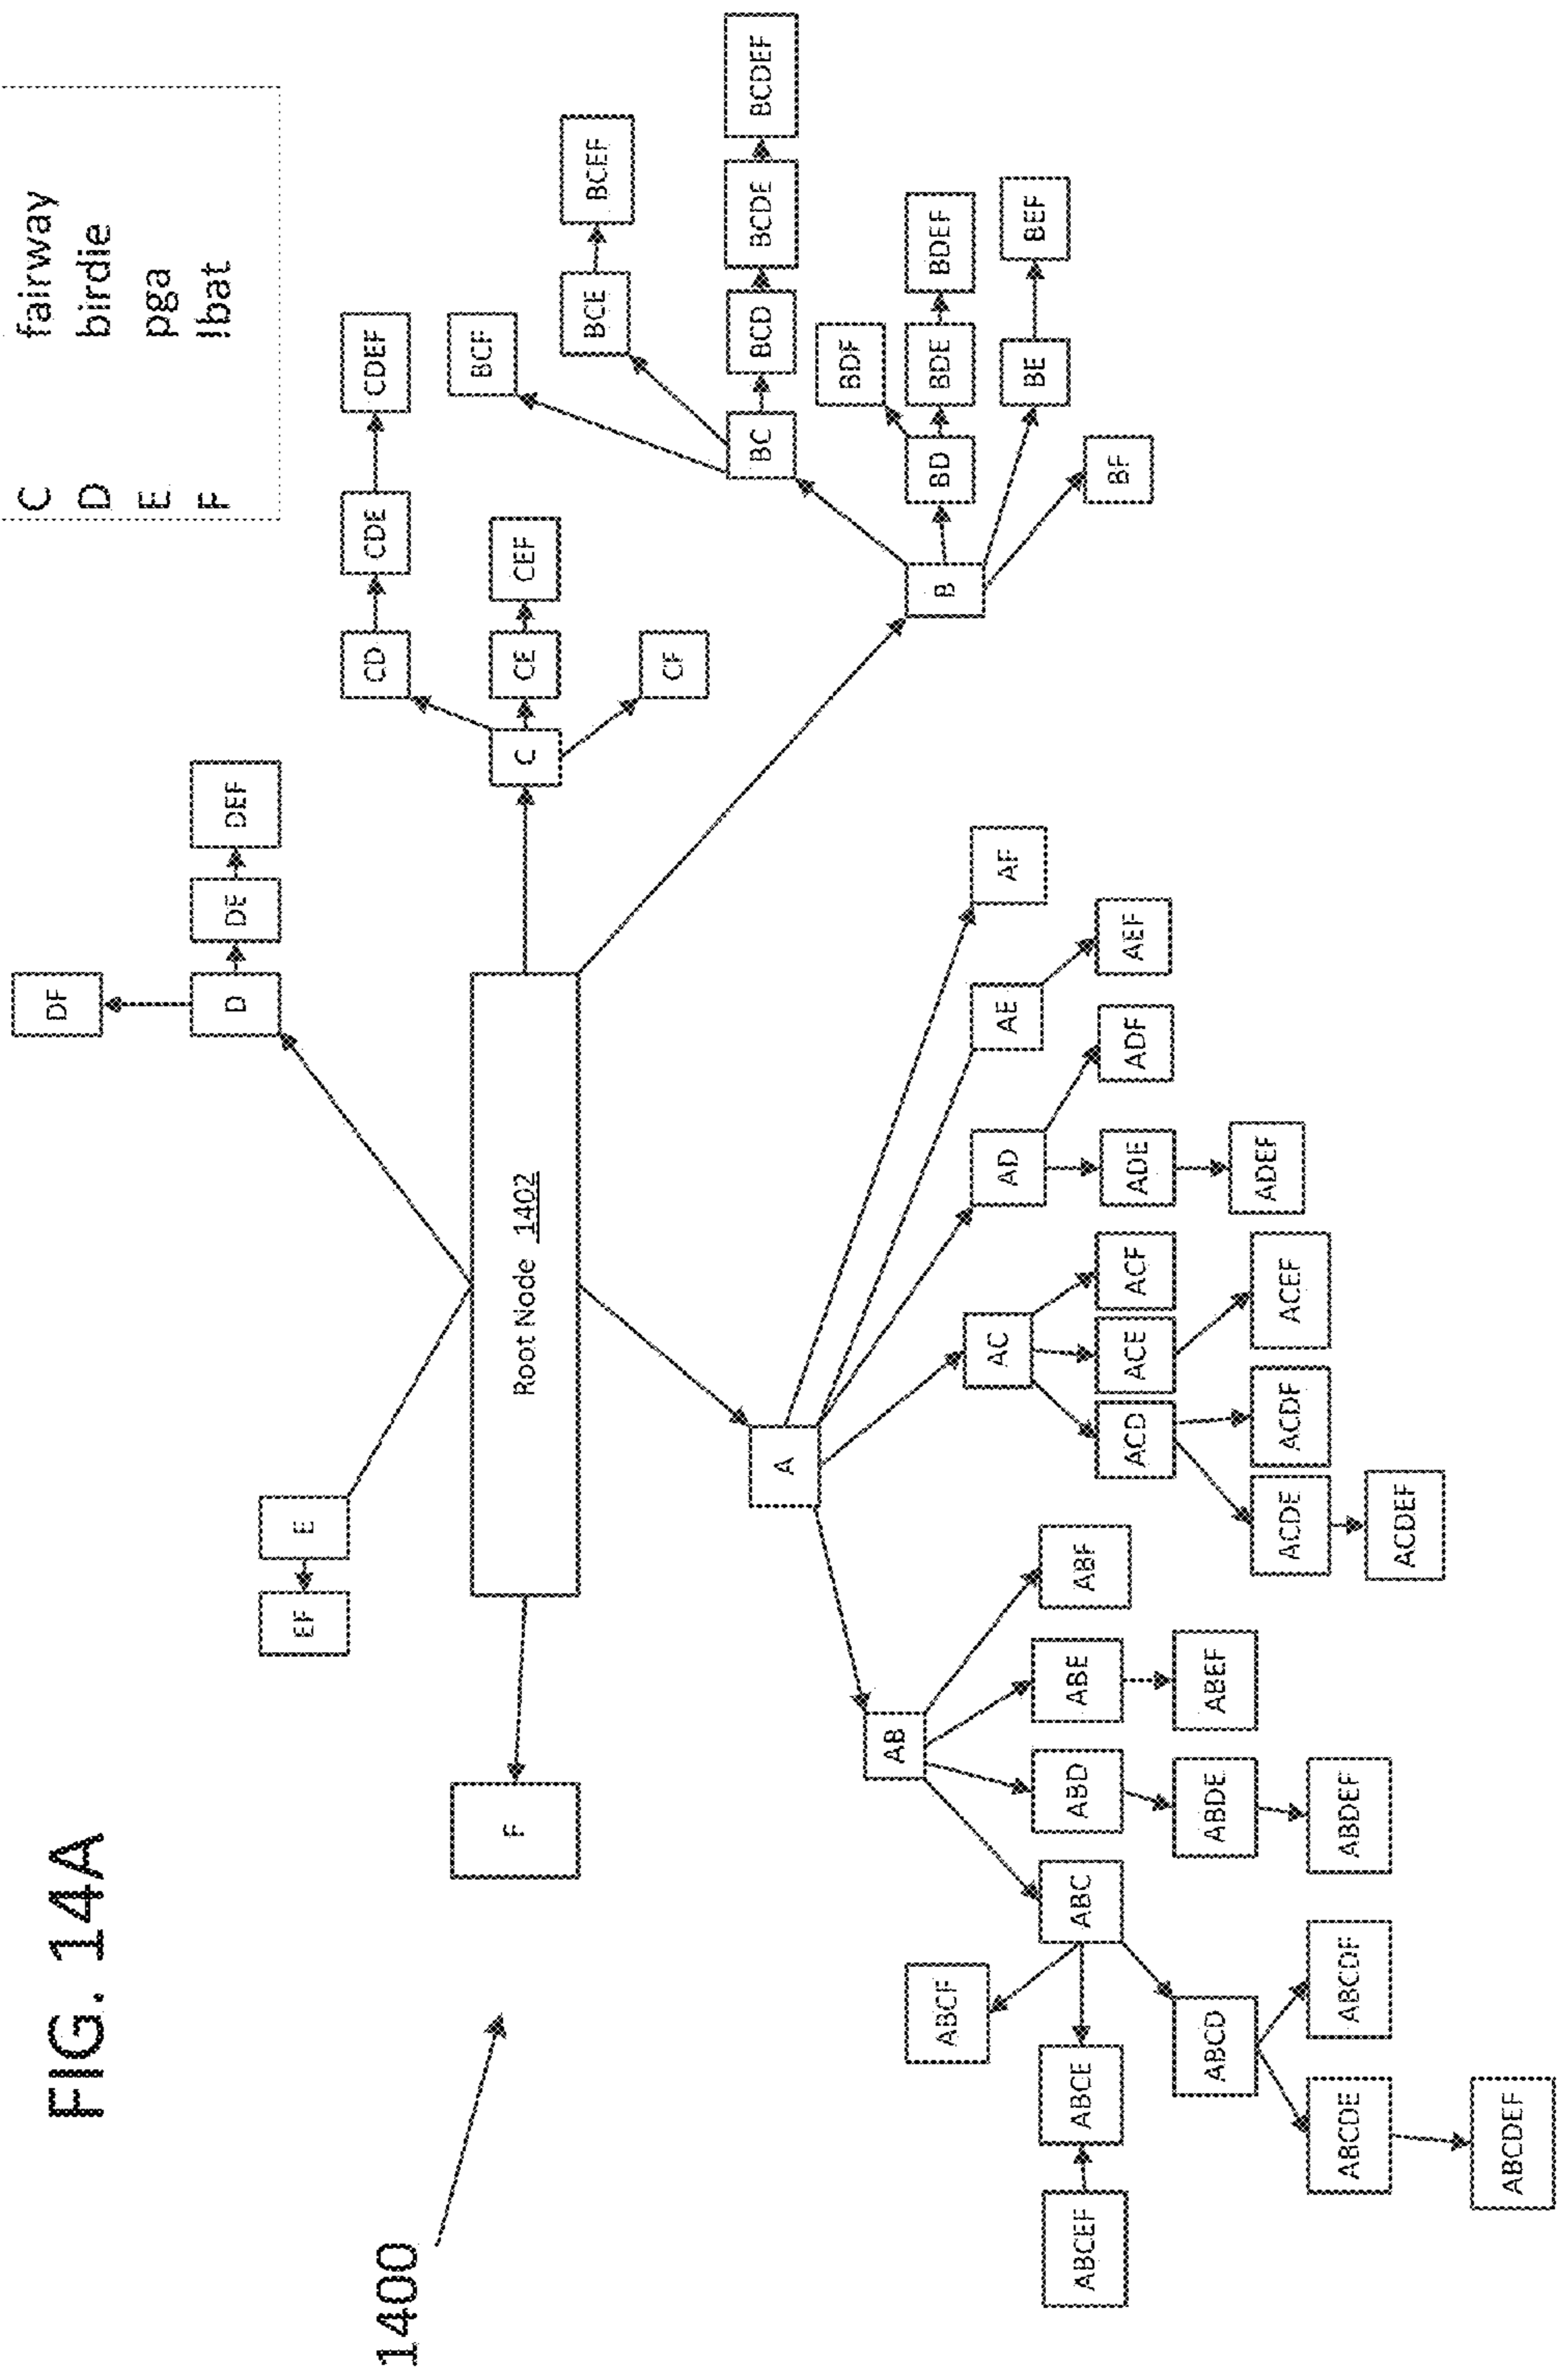 FIG. 14A
1400
C fairway
D birdie
E pga
F !bat
DF
D
DE
DEF
EF
E
F
Root Node 1402
C
CD
CDE
CDEF
CE
CEF
CF
B
BC
BCF
BCE
BCEF
BCD
BCDE
BCDEF
BD
BDF
BDE
BDEF
BE
BEF
BF
A
AB
ABC
ABCF
ABCE
ABCEF
ABCD
ABCDE
ABCDF
ABCDEF
ABD
ABDE
ABDEF
ABE
ABEF
ABF
AC
ACD
ACDE
ACDEF
ACDF
ACE
ACEF
ACF
AD
ADE
ADEF
ADF
AE
AEF
AF